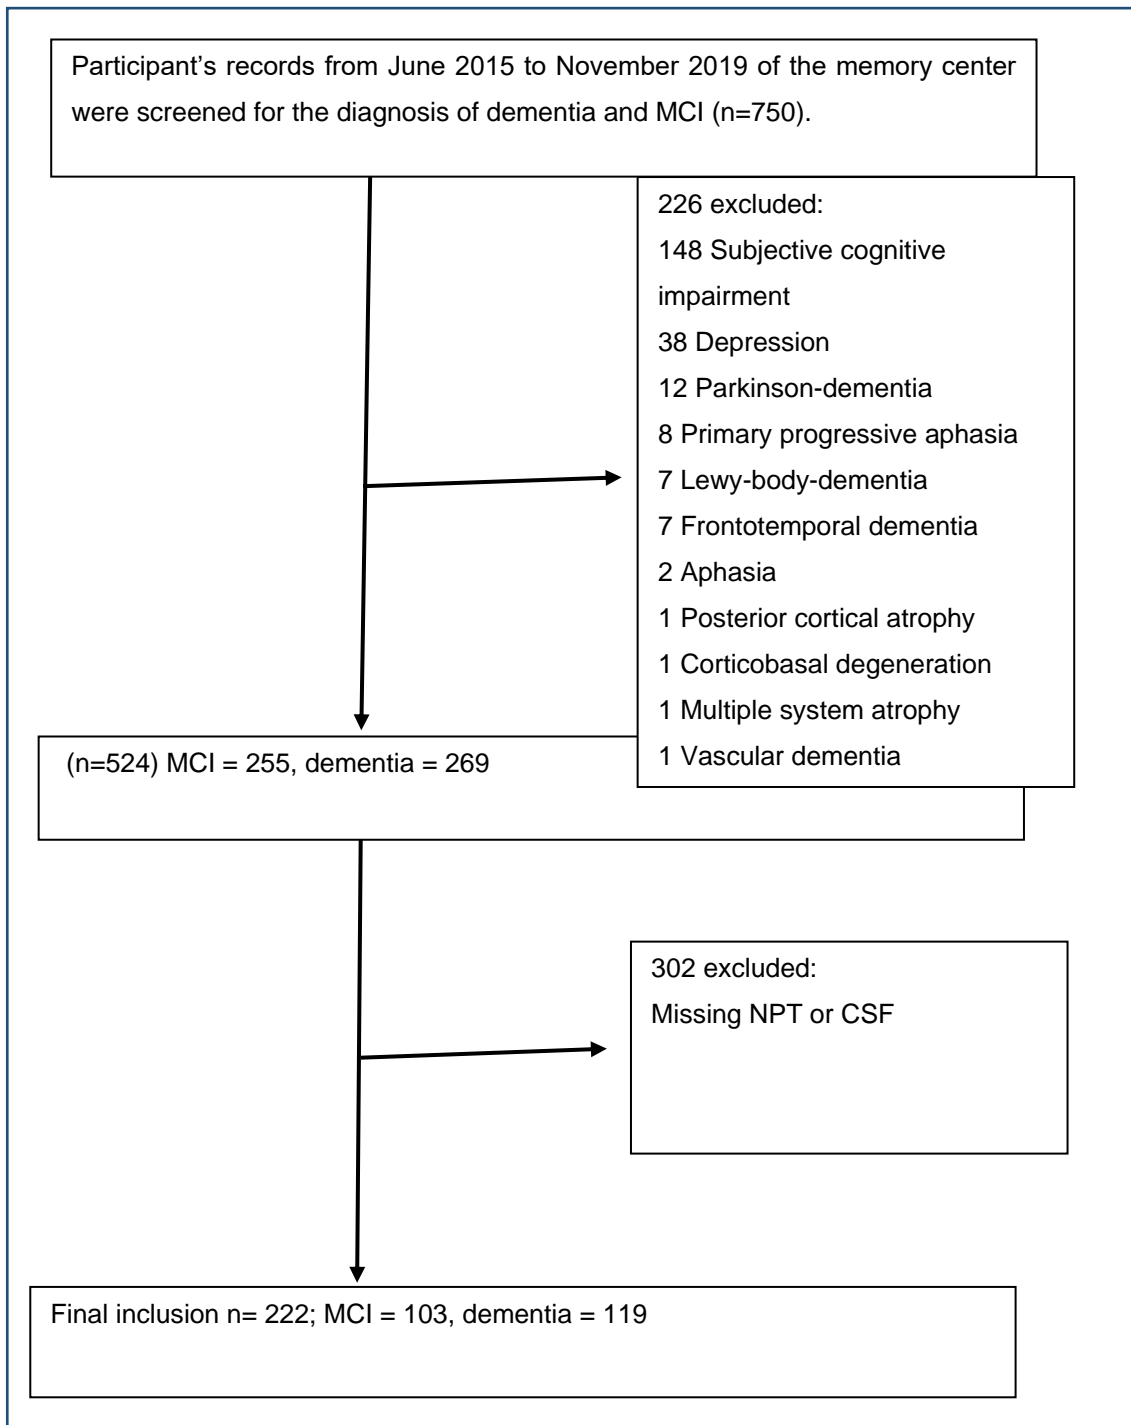 Participant’s records from June 2015 to November 2019 of the memory center
were screened for the diagnosis of dementia and MCI (n=750).
226 excluded:
148 Subjective cognitive
impairment
38 Depression
12 Parkinson-dementia
8 Primary progressive aphasia
7 Lewy-body-dementia
7 Frontotemporal dementia
2 Aphasia
1 Posterior cortical atrophy
1 Corticobasal degeneration
1 Multiple system atrophy
1 Vascular dementia
(n=524) MCI = 255, dementia = 269
302 excluded:
Missing NPT or CSF
Final inclusion n= 222; MCI = 103, dementia = 119